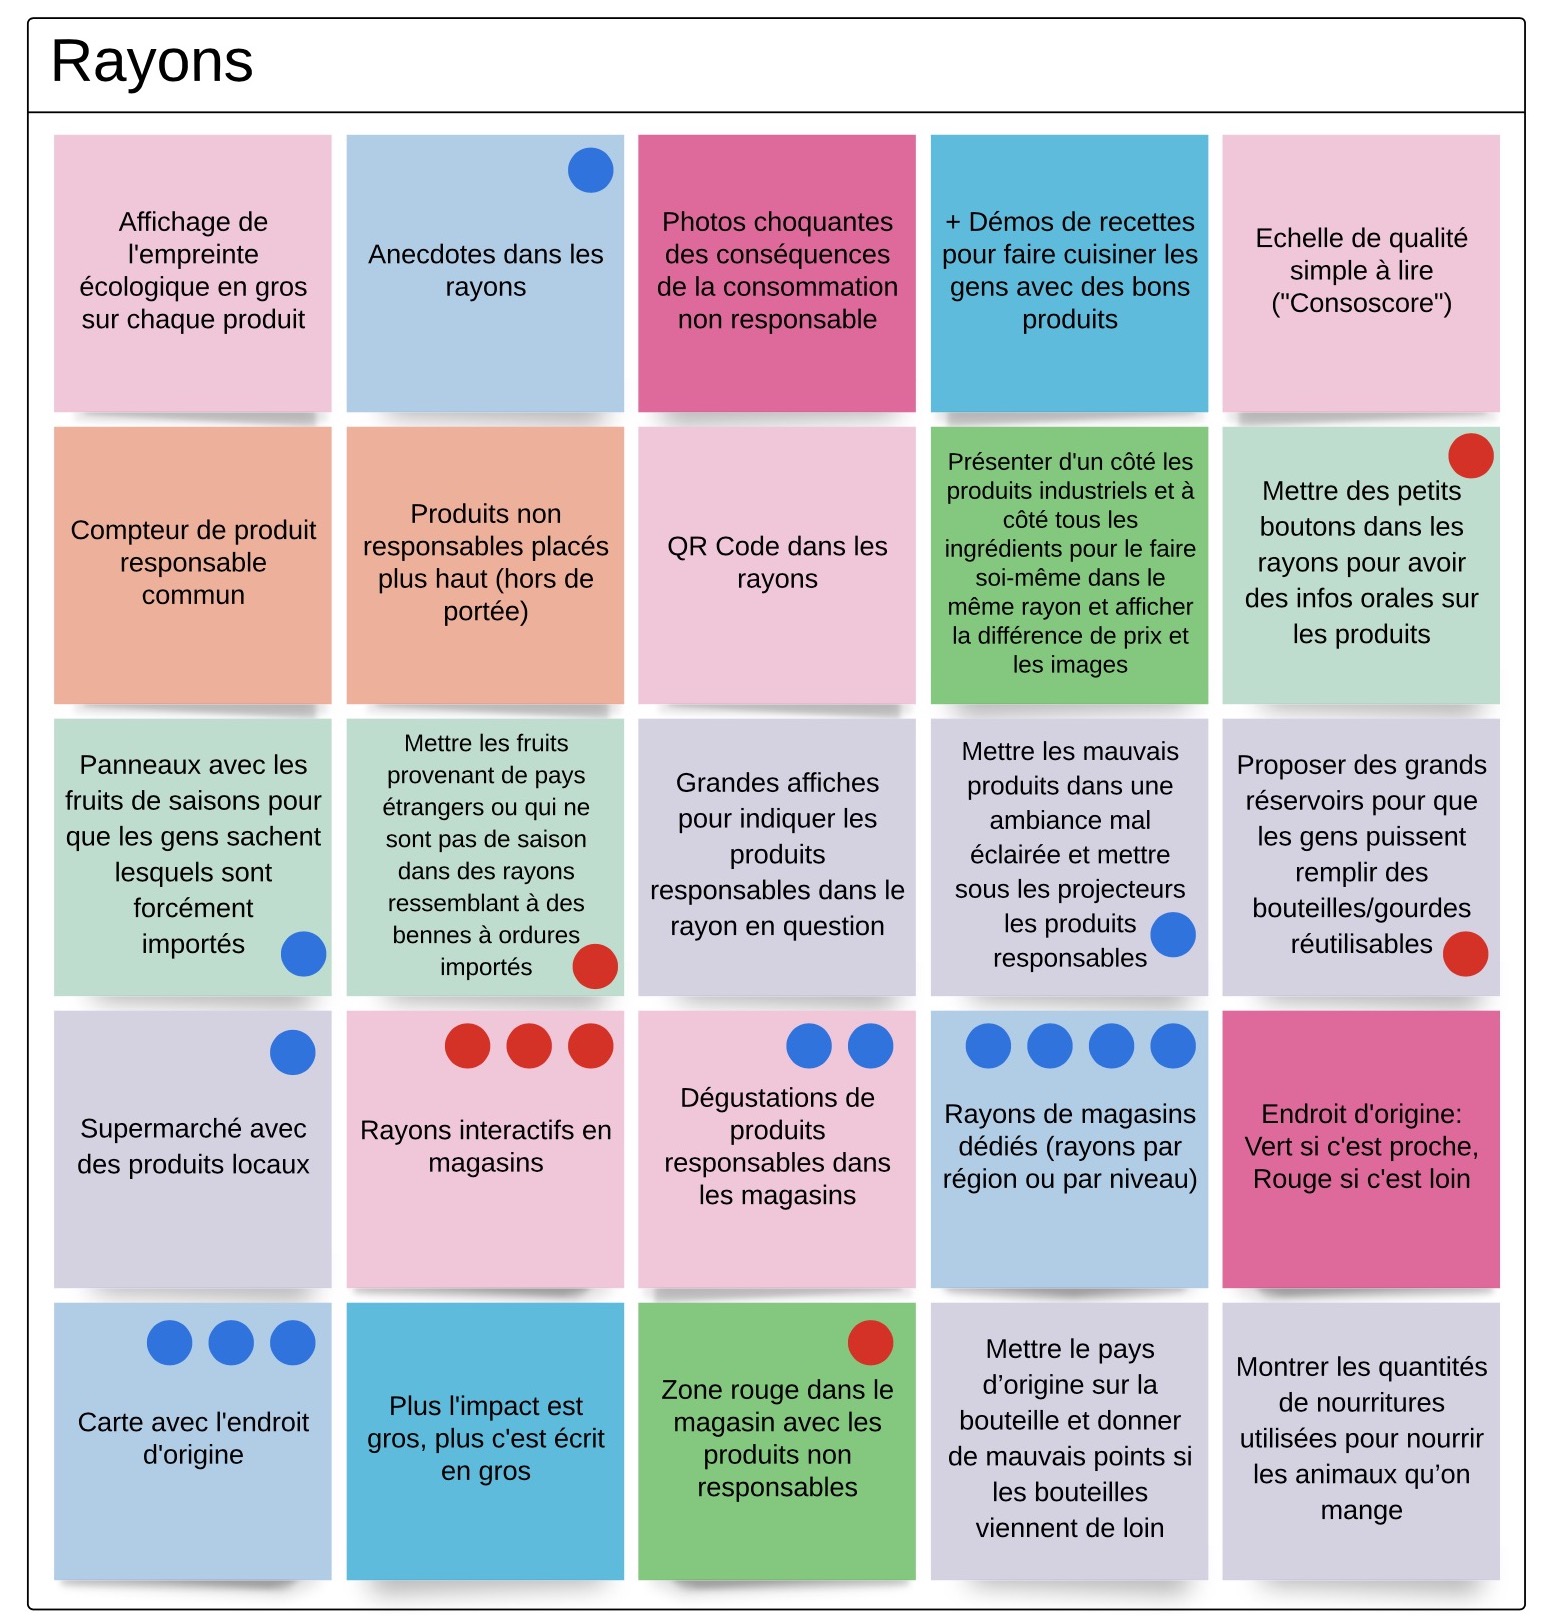 Rayons
Affichage de
l'empreinte
écologique en gros
sur chaque produit
Anecdotes dans les
rayons
Photos choquantes
des conséquences
de la consommation
non responsable
+ Démos de recettes
pour faire cuisiner les
gens avec des bons
produits
Echelle de qualité
simple à lire
("Consoscore")
Compteur de produit
responsable
commun
Produits non
responsables placés
plus haut (hors de
portée)
QR Code dans les
rayons
Présenter d'un côté les
produits industriels et à
côté tous les
ingrédients pour le faire
soi-même dans le
même rayon et afficher
la différence de prix et
les images
Mettre des petits
boutons dans les
rayons pour avoir
des infos orales sur
les produits
Panneaux avec les
fruits de saisons pour
que les gens sachent
lesquels sont
forcément
importés
Mettre les fruits
provenant de pays
étrangers ou qui ne
sont pas de saison
dans des rayons
ressemblant à des
bennes à ordures
importés
Grandes affiches
pour indiquer les
produits
responsables dans le
rayon en question
Mettre les mauvais
produits dans une
ambiance mal
éclairée et mettre
sous les projecteurs
les produits
responsables
Proposer des grands
réservoirs pour que
les gens puissent
remplir des
bouteilles/gourdes
réutilisables
Supermarché avec
des produits locaux
Rayons interactifs en
magasins
Dégustations de
produits
responsables dans
les magasins
Rayons de magasins
dédiés (rayons par
région ou par niveau)
Endroit d'origine:
Vert si c'est proche,
Rouge si c'est loin
Carte avec l'endroit
d'origine
Plus l'impact est
gros, plus c'est écrit
en gros
Zone rouge dans le
magasin avec les
produits non
responsables
Mettre le pays
d’origine sur la
bouteille et donner
de mauvais points si
les bouteilles
viennent de loin
Montrer les quantités
de nourritures
utilisées pour nourrir
les animaux qu’on
mange